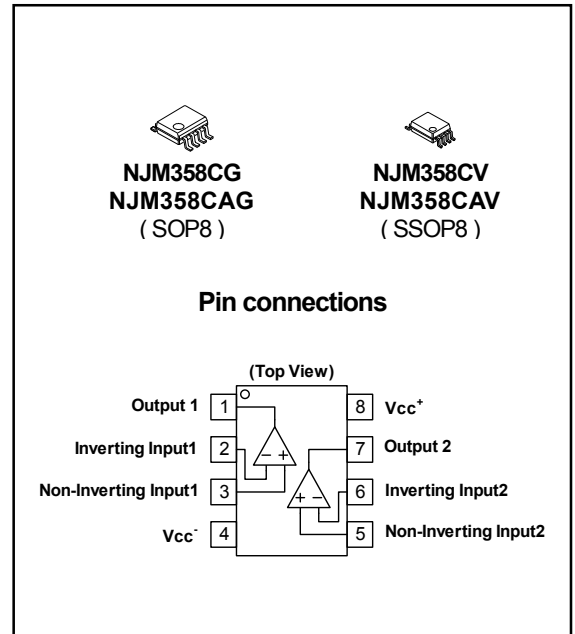 NJM358CG
NJM358CAG
( SOP8 )
NJM358CV
NJM358CAV
( SSOP8 )
Pin connections
(Top View)
Output 1 1 8 Vcc+
Inverting Input1 2 7 Output 2
Non-Inverting Input1 3 6 Inverting Input2
Vcc- 4 5 Non-Inverting Input2
− +
+ −